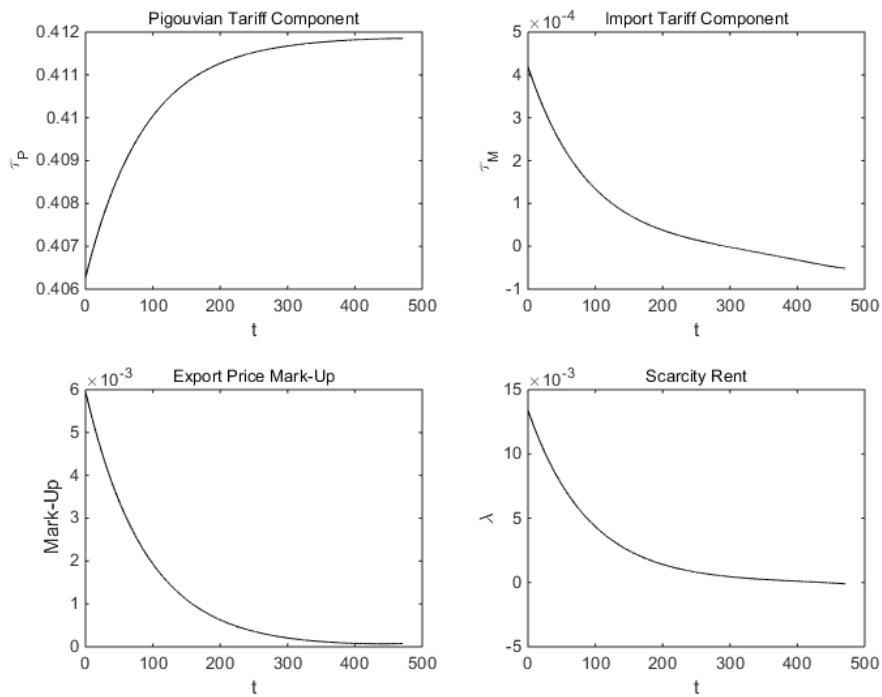 Pigouvian Tariff Component
0.412
0.411
0.41
0.409
0.408
0.407
0.406
τP
0 100 200 300 400 500
t
Import Tariff Component
×10-4
5
4
3
2
1
0
-1
τM
0 100 200 300 400 500
t
Export Price Mark-Up
×10-3
6
5
4
3
2
1
0
Mark-Up
0 100 200 300 400 500
t
Scarcity Rent
×10-3
15
10
5
0
-5
λ
0 100 200 300 400 500
t